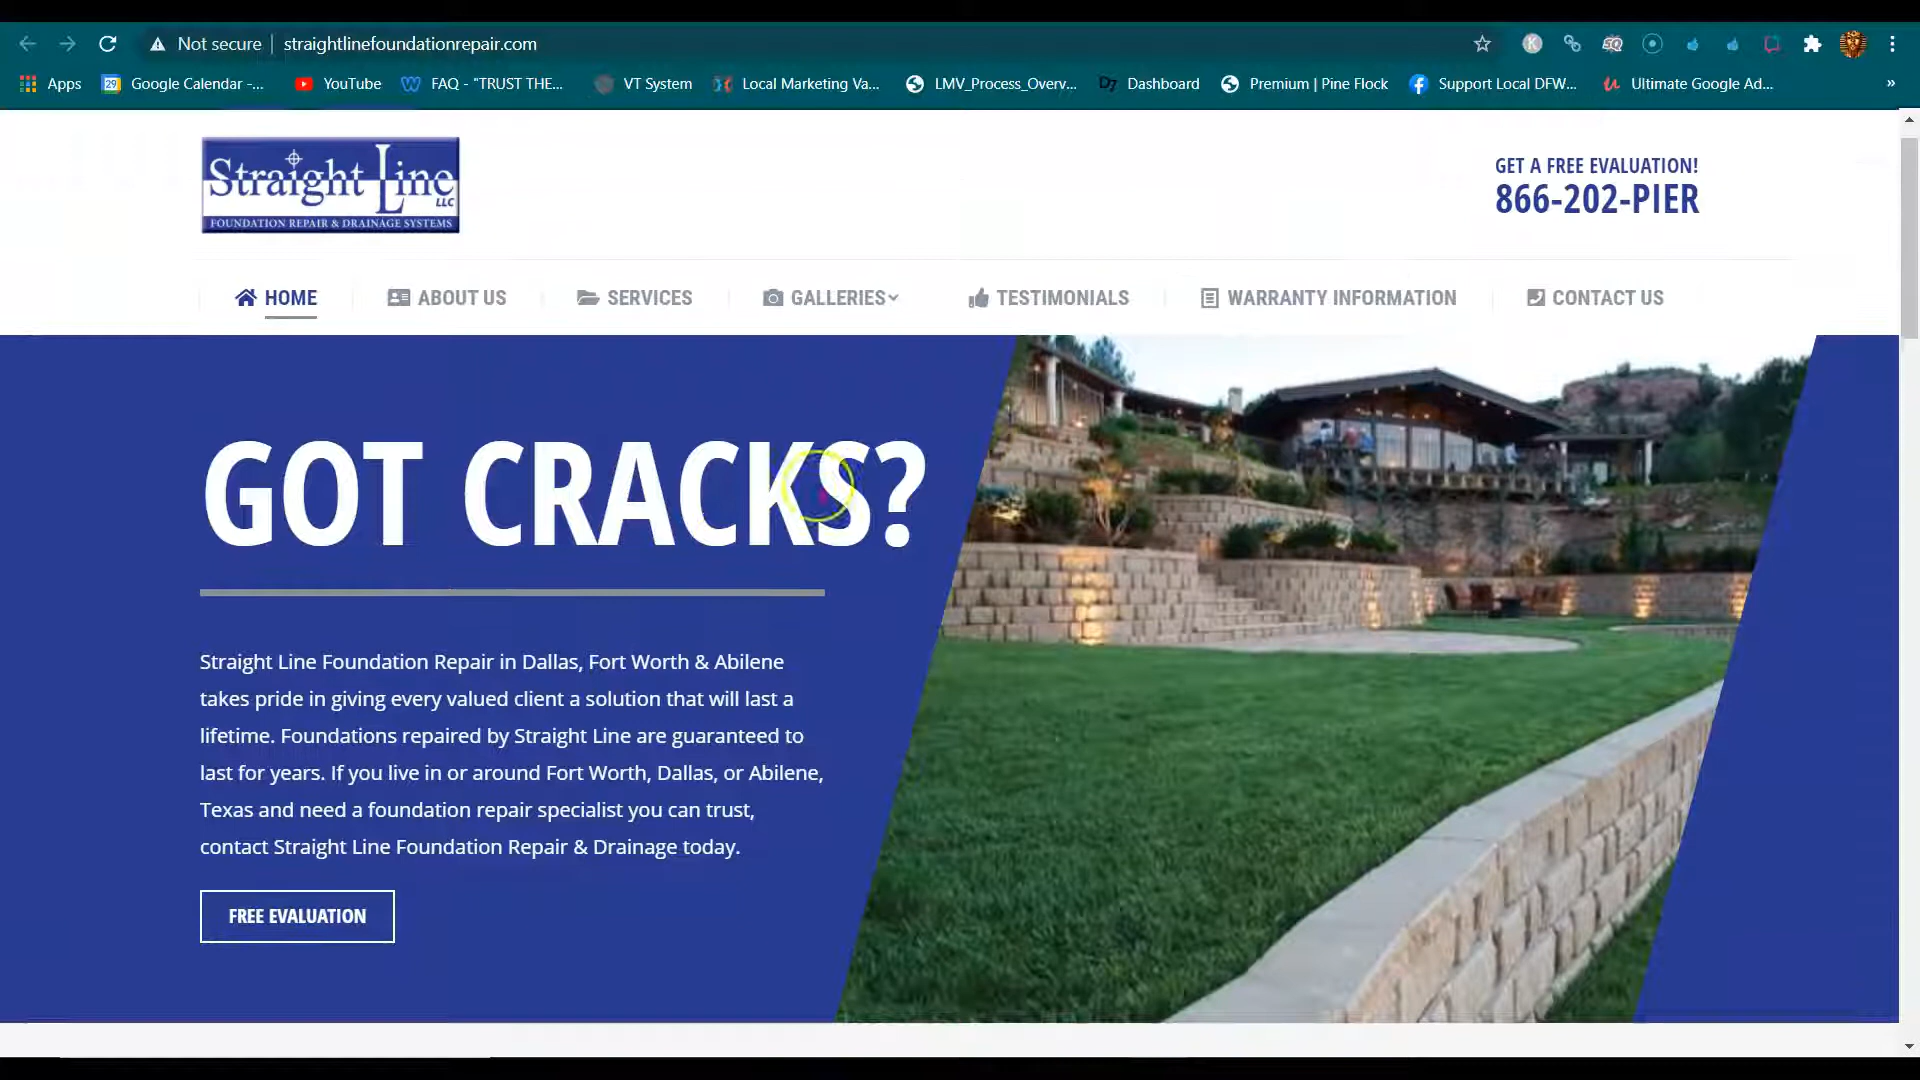 Not secure straightlinefoundationrepair.com
Apps Google Calendar -... YouTube FAQ - "TRUST THE... VT System Local Marketing Va... LMV_Process_Overv... D7 Dashboard Premium | Pine Flock Support Local DFW... Ultimate Google Ad... »
Straight Line LLC
FOUNDATION REPAIR & DRAINAGE SYSTEMS
GET A FREE EVALUATION!
866-202-PIER
HOME ABOUT US SERVICES GALLERIES TESTIMONIALS WARRANTY INFORMATION CONTACT US
GOT CRACKS?
Straight Line Foundation Repair in Dallas, Fort Worth & Abilene
takes pride in giving every valued client a solution that will last a
lifetime. Foundations repaired by Straight Line are guaranteed to
last for years. If you live in or around Fort Worth, Dallas, or Abilene,
Texas and need a foundation repair specialist you can trust,
contact Straight Line Foundation Repair & Drainage today.
FREE EVALUATION